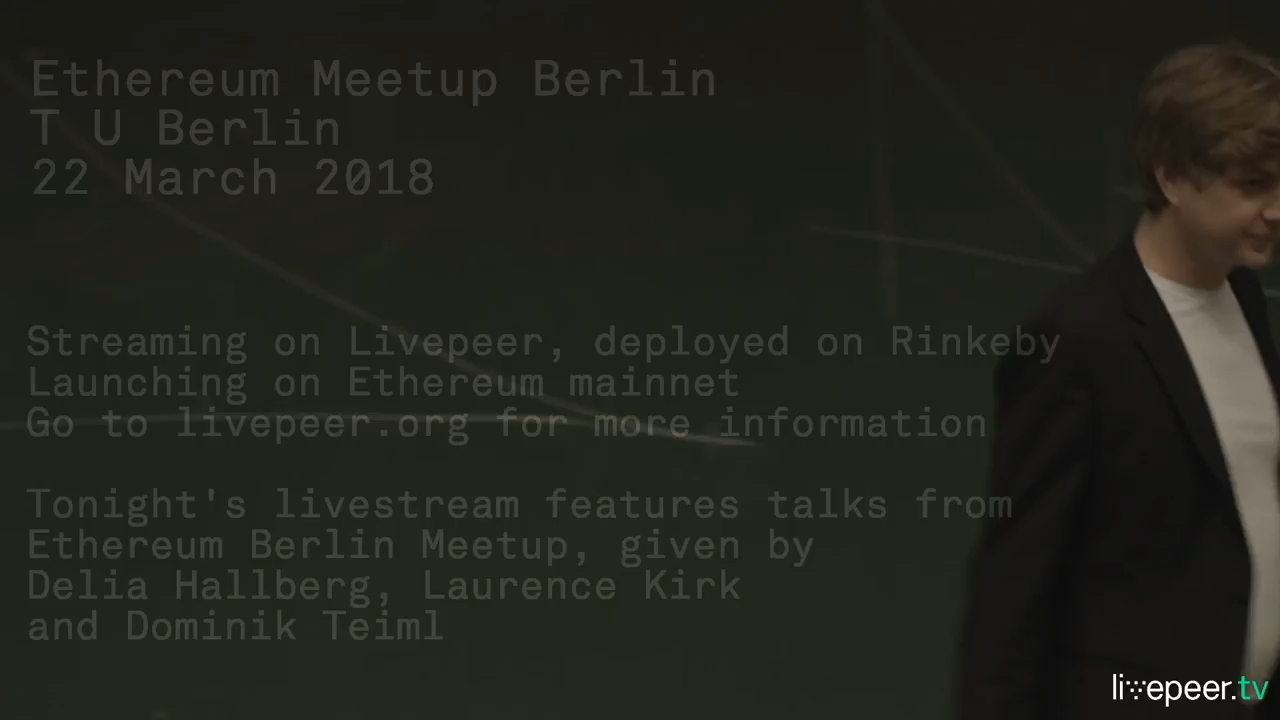 Ethereum Meetup Berlin
T U Berlin
22 March 2018
Streaming on Livepeer, deployed on Rinkeby
Launching on Ethereum mainnet
Go to livepeer.org for more information
Tonight's livestream features talks from
Ethereum Berlin Meetup, given by
Delia Hallberg, Laurence Kirk
and Dominik Teiml
livepeer.tv